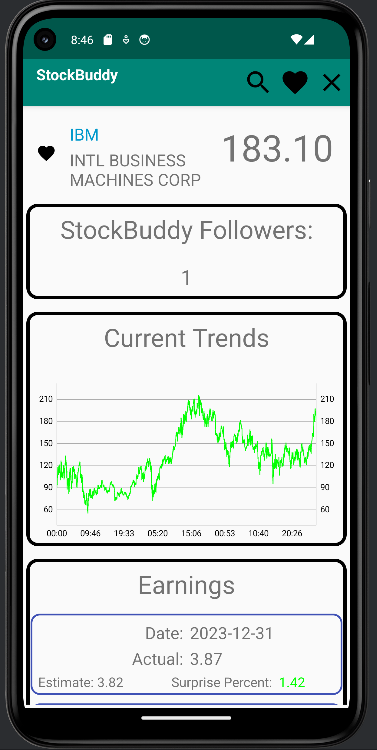 8:46
StockBuddy
IBM
183.10
INTL BUSINESS
MACHINES CORP
StockBuddy Followers:
1
Current Trends
210 210
180 180
150 150
120 120
90 90
60 60
00:00 09:46 19:33 05:20 15:06 00:53 10:40 20:26
Earnings
Date: 2023-12-31
Actual: 3.87
Estimate: 3.82 Surprise Percent: 1.42